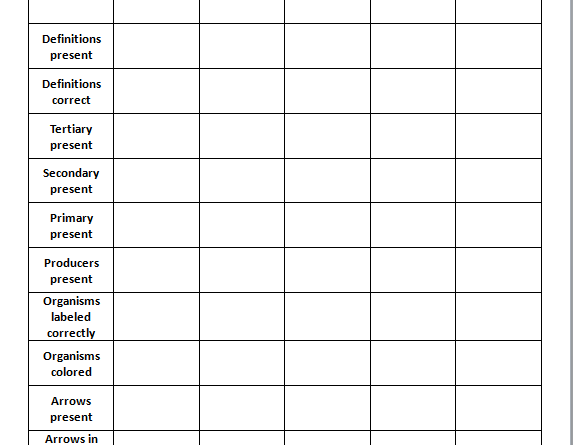 Definitions
present
Definitions
correct
Tertiary
present
Secondary
present
Primary
present
Producers
present
Organisms
labeled
correctly
Organisms
colored
Arrows
present
Arrows in